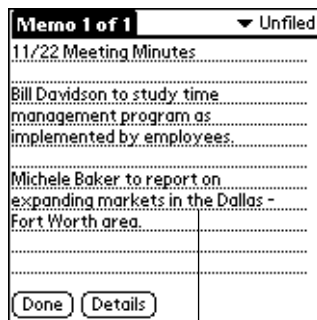 Memo 1 of 1
Unfiled
11/22 Meeting Minutes
Bill Davidson to study time
management program as
implemented by employees.
Michele Baker to report on
expanding markets in the Dallas -
Fort Worth area.
Done Details